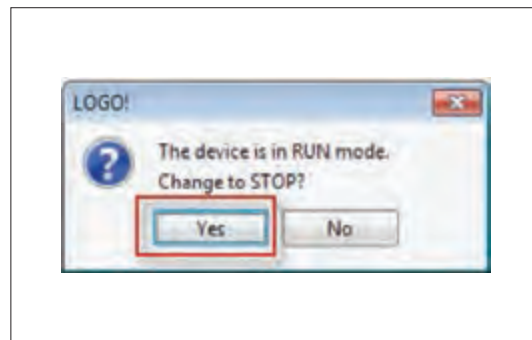 LOGO!
The device is in RUN mode.
Change to STOP?
Yes
No